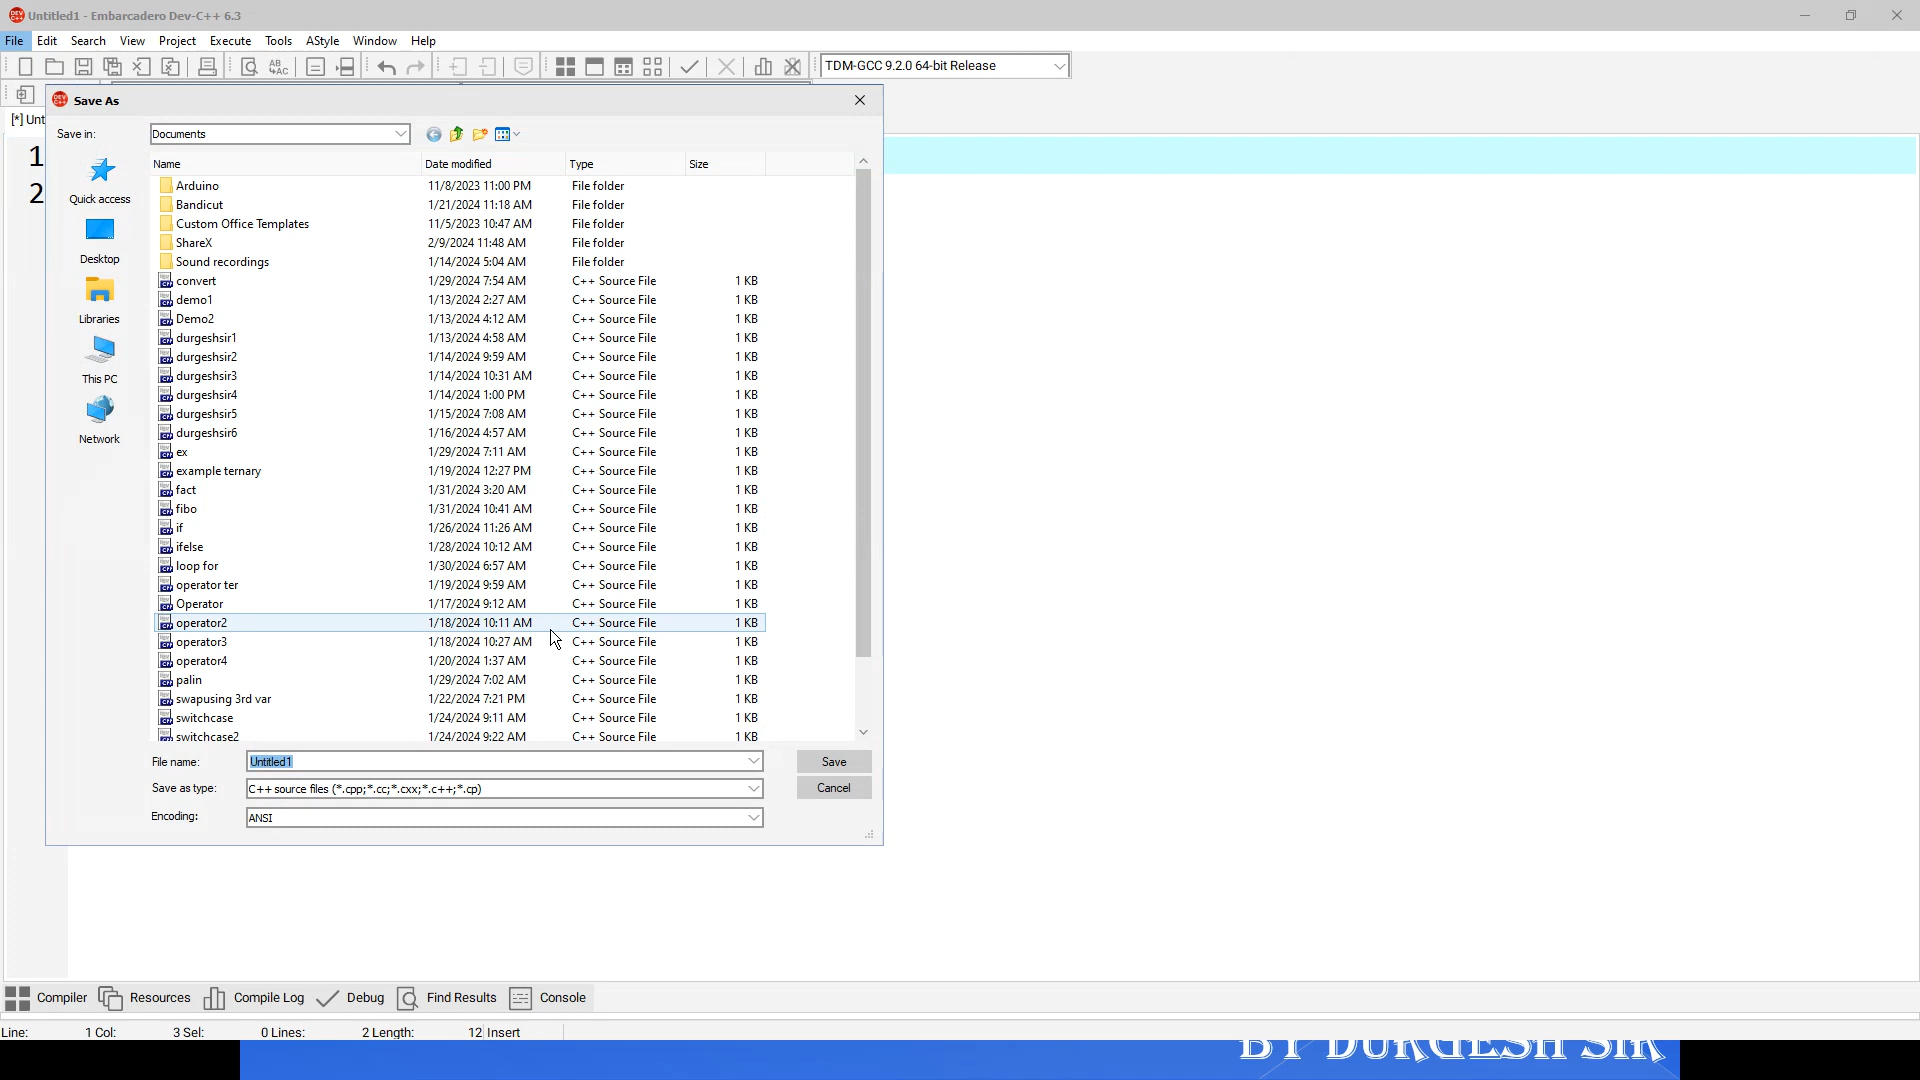 Untitled1 - Embarcadero Dev-C++ 6.3
File Edit Search View Project Execute Tools AStyle Window Help
TDM-GCC 9.2.0 64-bit Release
Save As
[*] Unt
Save in: Documents
1
2
Name Date modified Type Size
Arduino 11/8/2023 11:00 PM File folder
Bandicut 1/21/2024 11:18 AM File folder
Custom Office Templates 11/5/2023 10:47 AM File folder
ShareX 2/9/2024 11:48 AM File folder
Sound recordings 1/14/2024 5:04 AM File folder
convert 1/29/2024 7:54 AM C++ Source File 1 KB
demo1 1/13/2024 2:27 AM C++ Source File 1 KB
Demo2 1/13/2024 4:12 AM C++ Source File 1 KB
durgeshsir1 1/13/2024 4:58 AM C++ Source File 1 KB
durgeshsir2 1/14/2024 9:59 AM C++ Source File 1 KB
durgeshsir3 1/14/2024 10:31 AM C++ Source File 1 KB
durgeshsir4 1/14/2024 1:00 PM C++ Source File 1 KB
durgeshsir5 1/15/2024 7:08 AM C++ Source File 1 KB
durgeshsir6 1/16/2024 4:57 AM C++ Source File 1 KB
ex 1/29/2024 7:11 AM C++ Source File 1 KB
example ternary 1/19/2024 12:27 PM C++ Source File 1 KB
fact 1/31/2024 3:20 AM C++ Source File 1 KB
fibo 1/31/2024 10:41 AM C++ Source File 1 KB
if 1/26/2024 11:26 AM C++ Source File 1 KB
ifelse 1/28/2024 10:12 AM C++ Source File 1 KB
loop for 1/30/2024 6:57 AM C++ Source File 1 KB
operator ter 1/19/2024 9:59 AM C++ Source File 1 KB
Operator 1/17/2024 9:12 AM C++ Source File 1 KB
operator2 1/18/2024 10:11 AM C++ Source File 1 KB
operator3 1/18/2024 10:27 AM C++ Source File 1 KB
operator4 1/20/2024 1:37 AM C++ Source File 1 KB
palin 1/29/2024 7:02 AM C++ Source File 1 KB
swapusing 3rd var 1/22/2024 7:21 PM C++ Source File 1 KB
switchcase 1/24/2024 9:11 AM C++ Source File 1 KB
switchcase2 1/24/2024 9:22 AM C++ Source File 1 KB
Quick access
Desktop
Libraries
This PC
Network
File name: Untitled1 Save
Save as type: C++ source files (*.cpp;*.cc;*.cxx;*.c++;*.cp) Cancel
Encoding: ANSI
Compiler Resources Compile Log Debug Find Results Console
Line: 1 Col: 3 Sel: 0 Lines: 2 Length: 12 Insert
BY DURGESH SIR